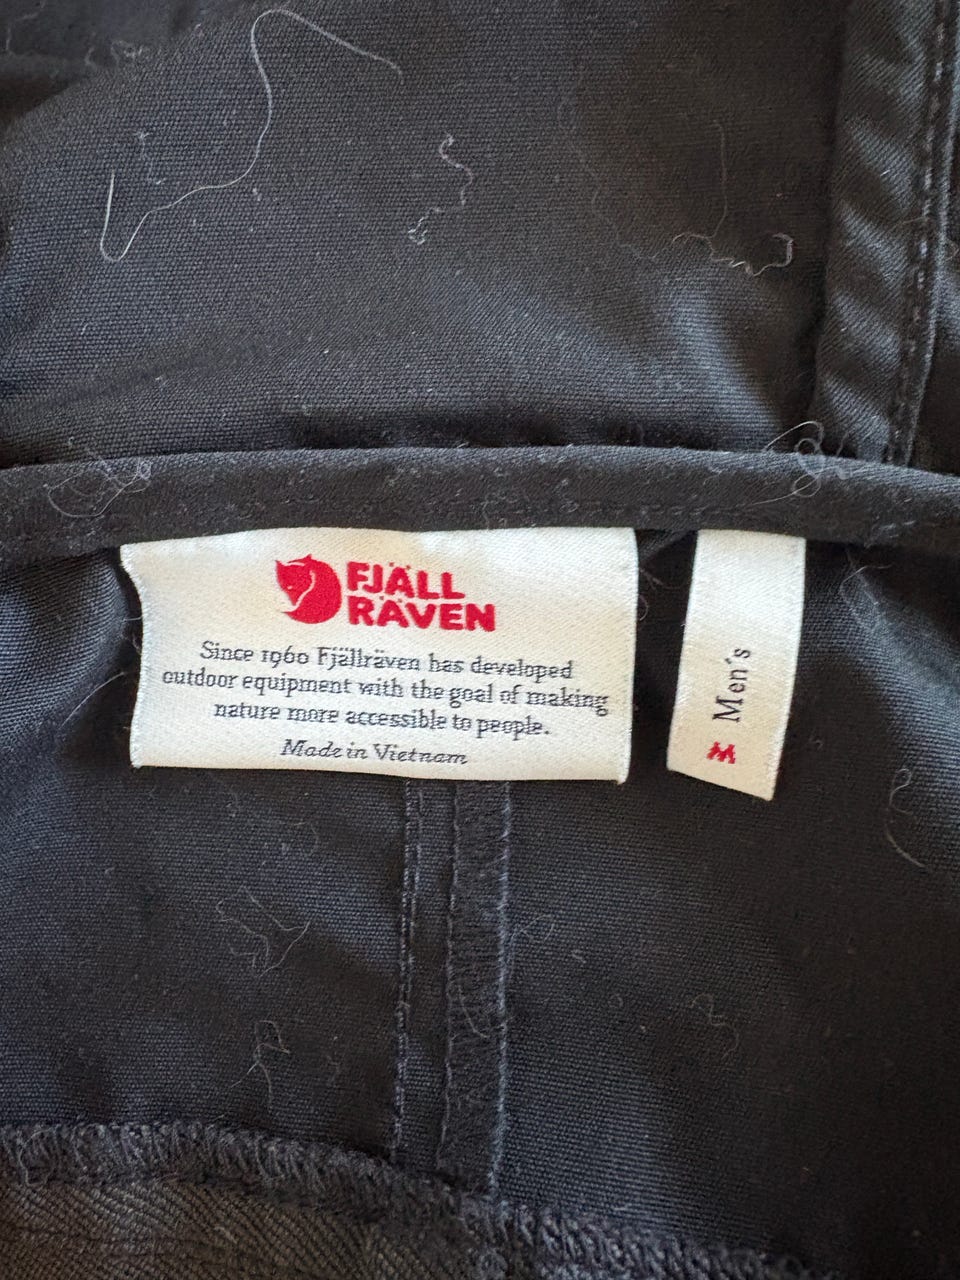 FJÄLL
RÄVEN
Since 1960 Fjällräven has developed
outdoor equipment with the goal of making
nature more accessible to people.
Made in Vietnam
Men's
M